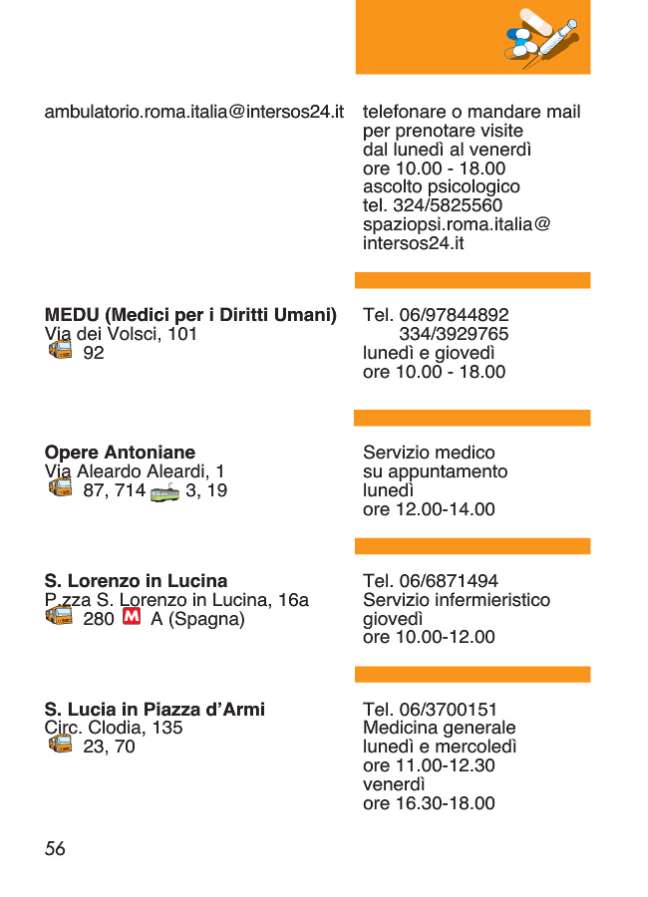 ambulatorio.roma.italia@intersos24.it
telefonare o mandare mail
per prenotare visite
dal lunedì al venerdì
ore 10.00 - 18.00
ascolto psicologico
tel. 324/5825560
spaziopsi.roma.italia@
intersos24.it
MEDU (Medici per i Diritti Umani)
Via dei Volsci, 101
92
Tel. 06/97844892
334/3929765
lunedì e giovedì
ore 10.00 - 18.00
Opere Antoniane
Via Aleardo Aleardi, 1
87, 714 3, 19
Servizio medico
su appuntamento
lunedì
ore 12.00-14.00
S. Lorenzo in Lucina
P.zza S. Lorenzo in Lucina, 16a
280 M A (Spagna)
Tel. 06/6871494
Servizio infermieristico
giovedì
ore 10.00-12.00
S. Lucia in Piazza d’Armi
Circ. Clodia, 135
23, 70
Tel. 06/3700151
Medicina generale
lunedì e mercoledì
ore 11.00-12.30
venerdì
ore 16.30-18.00
56